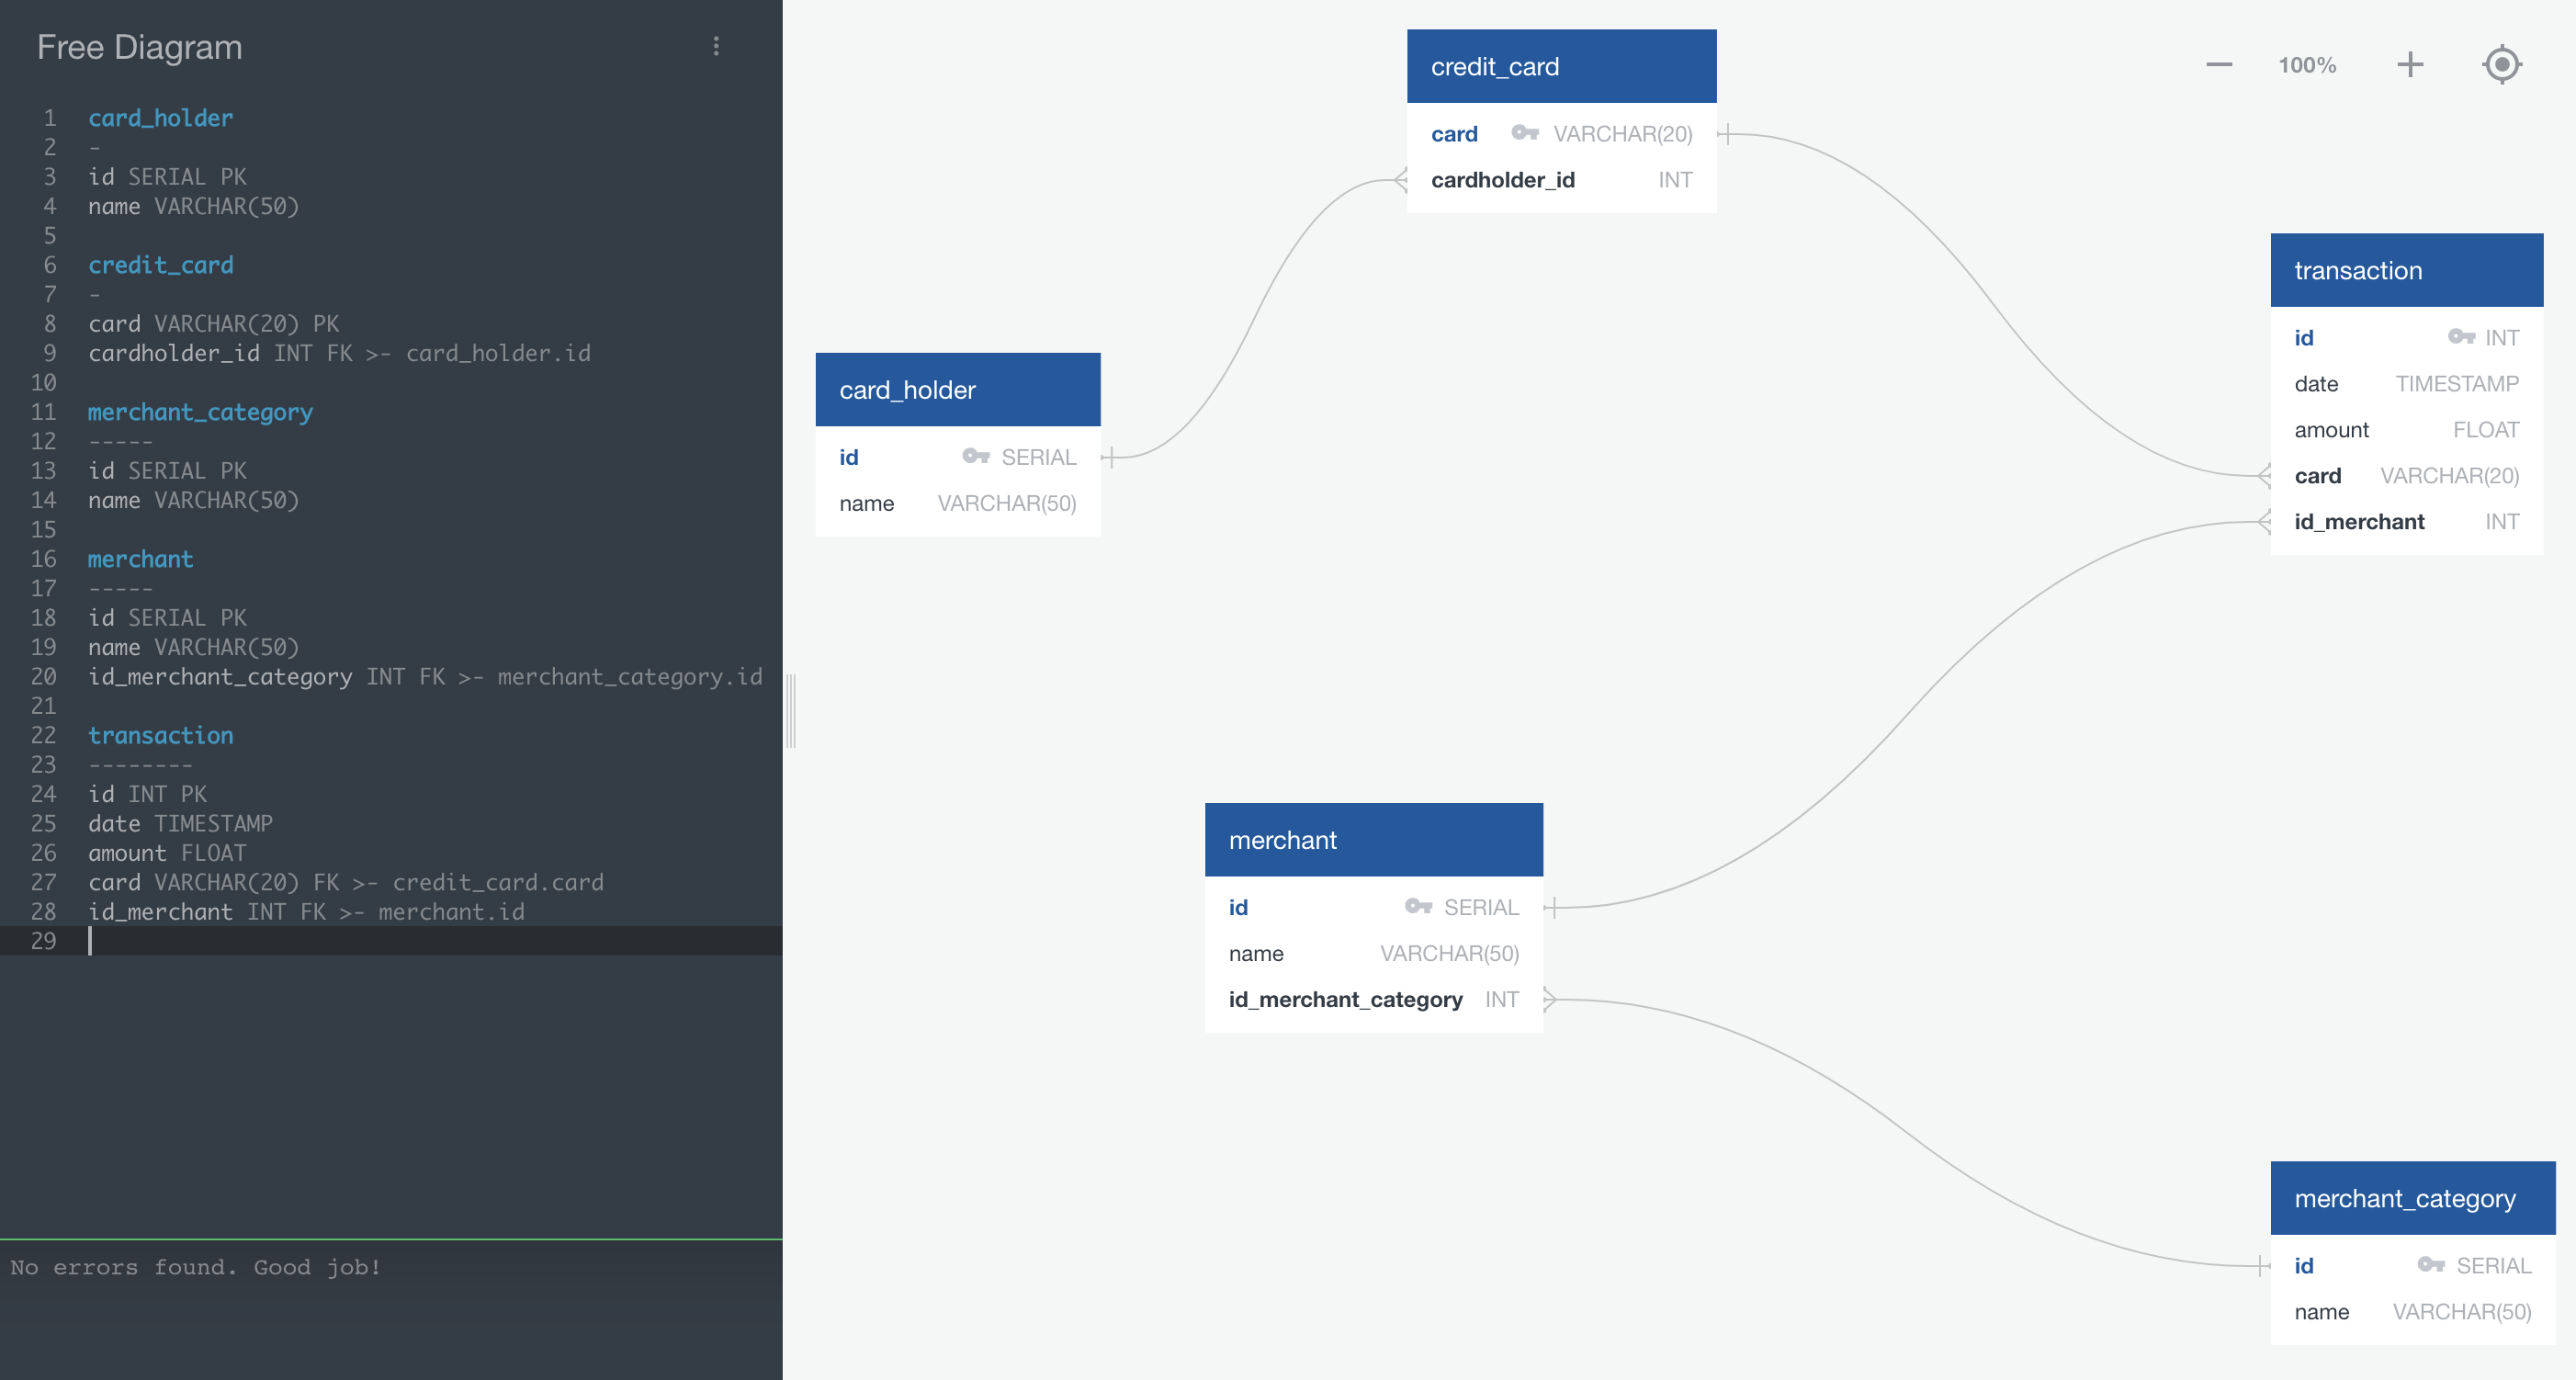 Free Diagram
1 card_holder
2 -
3 id SERIAL PK
4 name VARCHAR(50)
5
6 credit_card
7 -
8 card VARCHAR(20) PK
9 cardholder_id INT FK >- card_holder.id
10
11 merchant_category
12 -----
13 id SERIAL PK
14 name VARCHAR(50)
15
16 merchant
17 -----
18 id SERIAL PK
19 name VARCHAR(50)
20 id_merchant_category INT FK >- merchant_category.id
21
22 transaction
23 --------
24 id INT PK
25 date TIMESTAMP
26 amount FLOAT
27 card VARCHAR(20) FK >- credit_card.card
28 id_merchant INT FK >- merchant.id
29
No errors found. Good job!
100%
credit_card
card VARCHAR(20)
cardholder_id INT
transaction
id INT
date TIMESTAMP
amount FLOAT
card VARCHAR(20)
id_merchant INT
card_holder
id SERIAL
name VARCHAR(50)
merchant
id SERIAL
name VARCHAR(50)
id_merchant_category INT
merchant_category
id SERIAL
name VARCHAR(50)